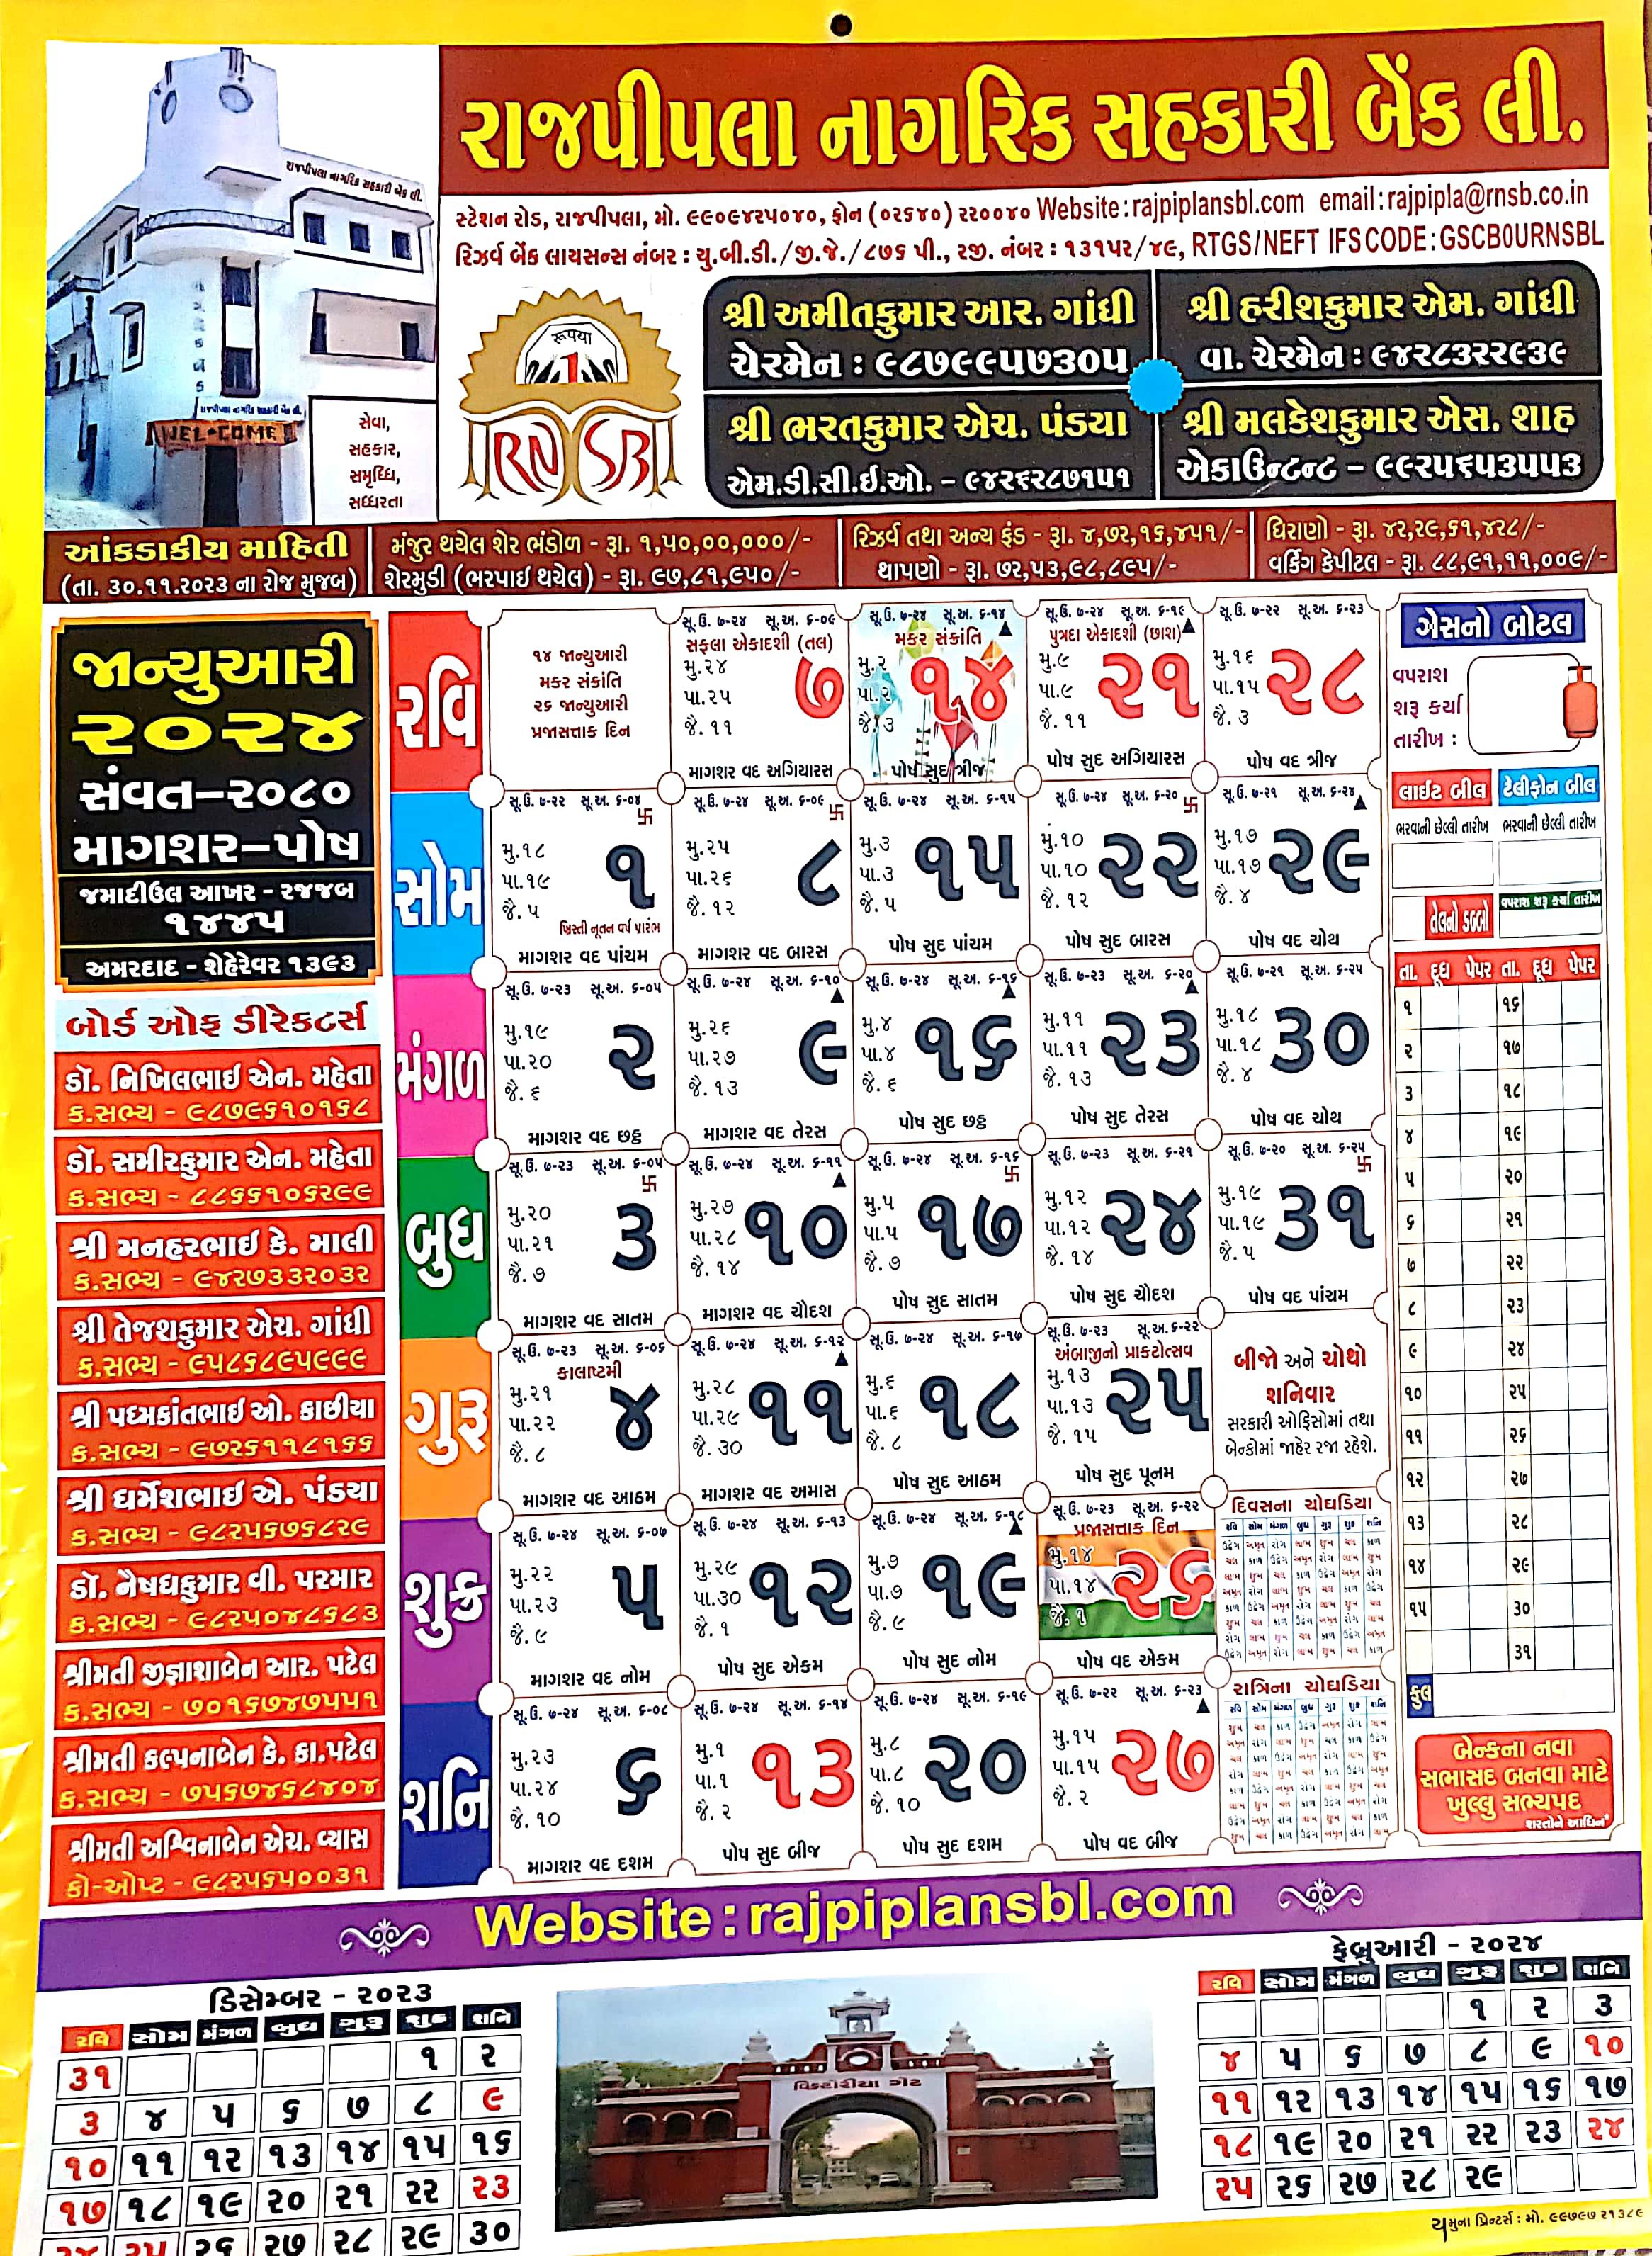 રાજપીપલા નાગરિક સહકારી બેંક લી.
સ્ટેશન રોડ, રાજપીપલા, મો. ૯૯૦૯૪૨૫૦૪૦, ફોન (૦૨૬૪૦) ૨૨૦૦૪૦ Website : rajpiplansbl.com email : rajpipla@rnsb.co.in
રિઝર્વ બેંક લાયસન્સ નંબર : યુ.બી.ડી./જી.જે./૮૭૬ પી., રજી. નંબર : ૧૩૧૫૨/૪૯, RTGS/NEFT IFSCODE : GSCB0URNSBL
રાજપીપલા નાગરિક સહકારી બેંક લી.
WEL-COME
સેવા,
સહકાર,
સમૃધ્ધિ,
સધ્ધરતા
રૂપયા
1
RNSB
શ્રી અમીતકુમાર આર. ગાંધી
ચેરમેન : ૯૮૭૯૯૫૭૩૦૫
શ્રી હરીશકુમાર એમ. ગાંધી
વા. ચેરમેન : ૯૪૨૮૩૨૨૯૩૯
શ્રી ભરતકુમાર એચ. પંડયા
એમ.ડી.સી.ઇ.ઓ. - ૯૪૨૬૨૮૭૧૫૧
શ્રી મલકેશકુમાર એસ. શાહ
એકાઉન્ટન્ટ - ૯૯૨૫૬૫૩૫૫૩
આંકડાકીય માહિતી
(તા. ૩૦.૧૧.૨૦૨૩ ના રોજ મુજબ)
મંજુર થયેલ શેર ભંડોળ - રૂા. ૧,૫૦,૦૦,૦૦૦/-
શેરમુડી (ભરપાઇ થયેલ) - રૂા. ૯૭,૮૧,૯૫૦/-
રિઝર્વ તથા અન્ય ફંડ - રૂા. ૪,૭૨,૧૬,૪૫૧/-
થાપણો - રૂા. ૭૨,૫૩,૯૮,૮૯૫/-
ધિરાણો - રૂા. ૪૨,૨૯,૬૧,૪૨૮/-
વર્કિંગ કેપીટલ - રૂા. ૮૮,૯૧,૧૧,૦૦૯/-
જાન્યુઆરી
૨૦૨૪
સંવત-૨૦૮૦
માગશર-પોષ
જમાદીઉલ આખર - રજજબ
૧૪૪૫
અમરદાદ - શેહેરેવર ૧૩૯૩
બોર્ડ ઓફ ડીરેકટર્સ
ડૉ. નિખિલભાઇ એન. મહેતા
ક.સભ્ય - ૯૮૭૯૬૧૦૧૬૮
ડૉ. સમીરકુમાર એન. મહેતા
ક.સભ્ય - ૮૮૬૬૧૦૬૨૯૯
શ્રી મનહરભાઇ કે. માલી
ક.સભ્ય - ૯૪૨૭૩૩૨૦૩૨
શ્રી તેજશકુમાર એચ. ગાંધી
ક.સભ્ય - ૯૫૮૬૮૯૫૯૯૯
શ્રી પધ્મકાંતભાઇ ઓ. કાછીયા
ક.સભ્ય - ૯૭૨૬૧૧૮૧૬૬
શ્રી ધર્મેશભાઇ એ. પંડયા
ક.સભ્ય - ૯૮૨૫૬૭૬૮૨૯
ડૉ. નૈષધકુમાર વી. પરમાર
ક.સભ્ય - ૯૮૨૫૦૪૮૬૮૩
શ્રીમતી જીજ્ઞાશાબેન આર. પટેલ
ક.સભ્ય - ૭૦૧૬૭૪૭૫૫૧
શ્રીમતી કલ્પનાબેન કે. કા.પટેલ
ક.સભ્ય - ૭૫૬૭૪૬૮૪૦૪
શ્રીમતી અશ્વિનાબેન એચ. વ્યાસ
કો-ઓપ્ટ - ૯૮૨૫૬૫૦૦૩૧
રવિ
૧૪ જાન્યુઆરી
મકર સંક્રાંતિ
૨૬ જાન્યુઆરી
પ્રજાસત્તાક દિન
સૂ.ઉ. ૭-૨૪ સૂ.અ. ૬-૦૯
સફલા એકાદશી (તલ)
મુ.૨૪
પા.૨૫
જૈ. ૧૧
૭
માગશર વદ અગિયારસ
સૂ.ઉ. ૭-૨૪ સૂ.અ. ૬-૧૪
મકર સંક્રાંતિ
મુ.૨
પા.૨
જૈ.૩
૧૪
પોષ સુદ ત્રીજ
સૂ.ઉ. ૭-૨૪ સૂ.અ. ૬-૧૯
પુત્રદા એકાદશી (છાશ)
મુ.૯
પા.૯
જૈ. ૧૧
૨૧
પોષ સુદ અગિયારસ
સૂ.ઉ. ૭-૨૨ સૂ.અ. ૬-૨૩
મુ.૧૬
પા.૧૫
જૈ. ૩
૨૮
પોષ વદ ત્રીજ
સોમ
સૂ.ઉ. ૭-૨૨ સૂ.અ. ૬-૦૪
મુ.૧૮
પા.૧૯
જૈ. ૫
૧
ખ્રિસ્તી નૂતન વર્ષ પ્રારંભ
માગશર વદ પાંચમ
સૂ.ઉ. ૭-૨૪ સૂ.અ. ૬-૦૯
મુ.૨૫
પા.૨૬
જૈ. ૧૨
૮
માગશર વદ બારસ
સૂ.ઉ. ૭-૨૪ સૂ.અ. ૬-૧૫
મુ.૩
પા.૩
જૈ. ૫
૧૫
પોષ સુદ પાંચમ
સૂ.ઉ. ૭-૨૪ સૂ.અ. ૬-૨૦
મું.૧૦
પા.૧૦
જૈ. ૧૨
૨૨
પોષ સુદ બારસ
સૂ.ઉ. ૭-૨૧ સૂ.અ. ૬-૨૪
મુ.૧૭
પા.૧૭
જૈ. ૪
૨૯
પોષ વદ ચોથ
મંગળ
સૂ.ઉ. ૭-૨૩ સૂ.અ. ૬-૦૫
મુ.૧૯
પા.૨૦
જૈ. ૬
૨
માગશર વદ છઠ્ઠ
સૂ.ઉ. ૭-૨૪ સૂ.અ. ૬-૧૦
મુ.૨૬
પા.૨૭
જૈ. ૧૩
૯
માગશર વદ તેરસ
સૂ.ઉ. ૭-૨૪ સૂ.અ. ૬-૧૬
મુ.૪
પા.૪
જૈ. ૬
૧૬
પોષ સુદ છઠ્ઠ
સૂ.ઉ. ૭-૨૩ સૂ.અ. ૬-૨૦
મુ.૧૧
પા.૧૧
જૈ. ૧૩
૨૩
પોષ સુદ તેરસ
સૂ.ઉ. ૭-૨૧ સૂ.અ. ૬-૨૫
મુ.૧૮
પા.૧૮
જૈ. ૪
૩૦
પોષ વદ ચોથ
બુધ
સૂ.ઉ. ૭-૨૩ સૂ.અ. ૬-૦૫
મુ.૨૦
પા.૨૧
જૈ. ૭
૩
માગશર વદ સાતમ
સૂ.ઉ. ૭-૨૪ સૂ.અ. ૬-૧૧
મુ.૨૭
પા.૨૮
જૈ. ૧૪
૧૦
માગશર વદ ચૌદશ
સૂ.ઉ. ૭-૨૪ સૂ.અ. ૬-૧૬
મુ.૫
પા.૫
જૈ. ૭
૧૭
પોષ સુદ સાતમ
સૂ.ઉ. ૭-૨૩ સૂ.અ. ૬-૨૧
મુ.૧૨
પા.૧૨
જૈ. ૧૪
૨૪
પોષ સુદ ચૌદશ
સૂ.ઉ. ૭-૨૦ સૂ.અ. ૬-૨૫
મુ.૧૯
પા.૧૯
જૈ. ૫
૩૧
પોષ વદ પાંચમ
ગુરૂ
સૂ.ઉ. ૭-૨૩ સૂ.અ. ૬-૦૬
કાલાષ્ટમી
મુ.૨૧
પા.૨૨
જૈ. ૮
૪
માગશર વદ આઠમ
સૂ.ઉ. ૭-૨૪ સૂ.અ. ૬-૧૨
મુ.૨૮
પા.૨૯
જૈ. ૩૦
૧૧
માગશર વદ અમાસ
સૂ.ઉ. ૭-૨૪ સૂ.અ. ૬-૧૭
મુ.૬
પા.૬
જૈ. ૮
૧૮
પોષ સુદ આઠમ
સૂ.ઉ. ૭-૨૩ સૂ.અ. ૬-૨૨
અંબાજીનો પ્રાકટોત્સવ
મુ.૧૩
પા.૧૩
જૈ. ૧૫
૨૫
પોષ સુદ પૂનમ
બીજો અને ચોથો
શનિવાર
સરકારી ઓફિસોમાં તથા
બેન્કોમાં જાહેર રજા રહેશે.
શુક્ર
સૂ.ઉ. ૭-૨૪ સૂ.અ. ૬-૦૭
મુ.૨૨
પા.૨૩
જૈ. ૯
૫
માગશર વદ નોમ
સૂ.ઉ. ૭-૨૪ સૂ.અ. ૬-૧૩
મુ.૨૯
પા.૩૦
જૈ. ૧
૧૨
પોષ સુદ એકમ
સૂ.ઉ. ૭-૨૪ સૂ.અ. ૬-૧૮
મુ.૭
પા.૭
જૈ. ૯
૧૯
પોષ સુદ નોમ
સૂ.ઉ. ૭-૨૩ સૂ.અ. ૬-૨૨
પ્રજાસત્તાક દિન
મુ.૧૪
પા.૧૪
જૈ. ૧
૨૬
પોષ વદ એકમ
દિવસના ચોઘડિયા
રવિ સોમ મંગળ બુધ ગુરૂ શુક્ર શનિ
શનિ
સૂ.ઉ. ૭-૨૪ સૂ.અ. ૬-૦૮
મુ.૨૩
પા.૨૪
જૈ. ૧૦
૬
માગશર વદ દશમ
સૂ.ઉ. ૭-૨૪ સૂ.અ. ૬-૧૪
મુ.૧
પા.૧
જૈ. ૨
૧૩
પોષ સુદ બીજ
સૂ.ઉ. ૭-૨૪ સૂ.અ. ૬-૧૯
મુ.૮
પા.૮
જૈ. ૧૦
૨૦
પોષ સુદ દશમ
સૂ.ઉ. ૭-૨૨ સૂ.અ. ૬-૨૩
મુ.૧૫
પા.૧૫
જૈ. ૨
૨૭
પોષ વદ બીજ
રાત્રિના ચોઘડિયા
રવિ સોમ મંગળ બુધ ગુરૂ શુક્ર શનિ
ગેસનો બોટલ
વપરાશ
શરૂ કર્યા
તારીખ :
લાઇટ બીલ ટેલીફોન બીલ
ભરવાની છેલ્લી તારીખ ભરવાની છેલ્લી તારીખ
તેલનો ડબ્બો વપરાશ શરૂ કર્યા તારીખ
તા. દૂધ પેપર તા. દૂધ પેપર
૧ ૧૬
૨ ૧૭
૩ ૧૮
૪ ૧૯
૫ ૨૦
૬ ૨૧
૭ ૨૨
૮ ૨૩
૯ ૨૪
૧૦ ૨૫
૧૧ ૨૬
૧૨ ૨૭
૧૩ ૨૮
૧૪ ૨૯
૧૫ ૩૦
૩૧
કુલ
બેન્કના નવા
સભાસદ બનવા માટે
ખુલ્લુ સભ્યપદ
શરતોને આધિન*
Website : rajpiplansbl.com
ડિસેમ્બર - ૨૦૨૩
રવિ સોમ મંગળ બુધ ગુરૂ શુક્ર શનિ
૩૧ ૧ ૨
૩ ૪ ૫ ૬ ૭ ૮ ૯
૧૦ ૧૧ ૧૨ ૧૩ ૧૪ ૧૫ ૧૬
૧૭ ૧૮ ૧૯ ૨૦ ૨૧ ૨૨ ૨૩
૨૪ ૨૫ ૨૬ ૨૭ ૨૮ ૨૯ ૩૦
વિક્ટોરીયા ગેટ
ફેબ્રુઆરી - ૨૦૨૪
રવિ સોમ મંગળ બુધ ગુરૂ શુક્ર શનિ
૧ ૨ ૩
૪ ૫ ૬ ૭ ૮ ૯ ૧૦
૧૧ ૧૨ ૧૩ ૧૪ ૧૫ ૧૬ ૧૭
૧૮ ૧૯ ૨૦ ૨૧ ૨૨ ૨૩ ૨૪
૨૫ ૨૬ ૨૭ ૨૮ ૨૯
યમુના પ્રિન્ટર્સ : મો. ૯૯૭૯૭ ૨૧૩૮૯